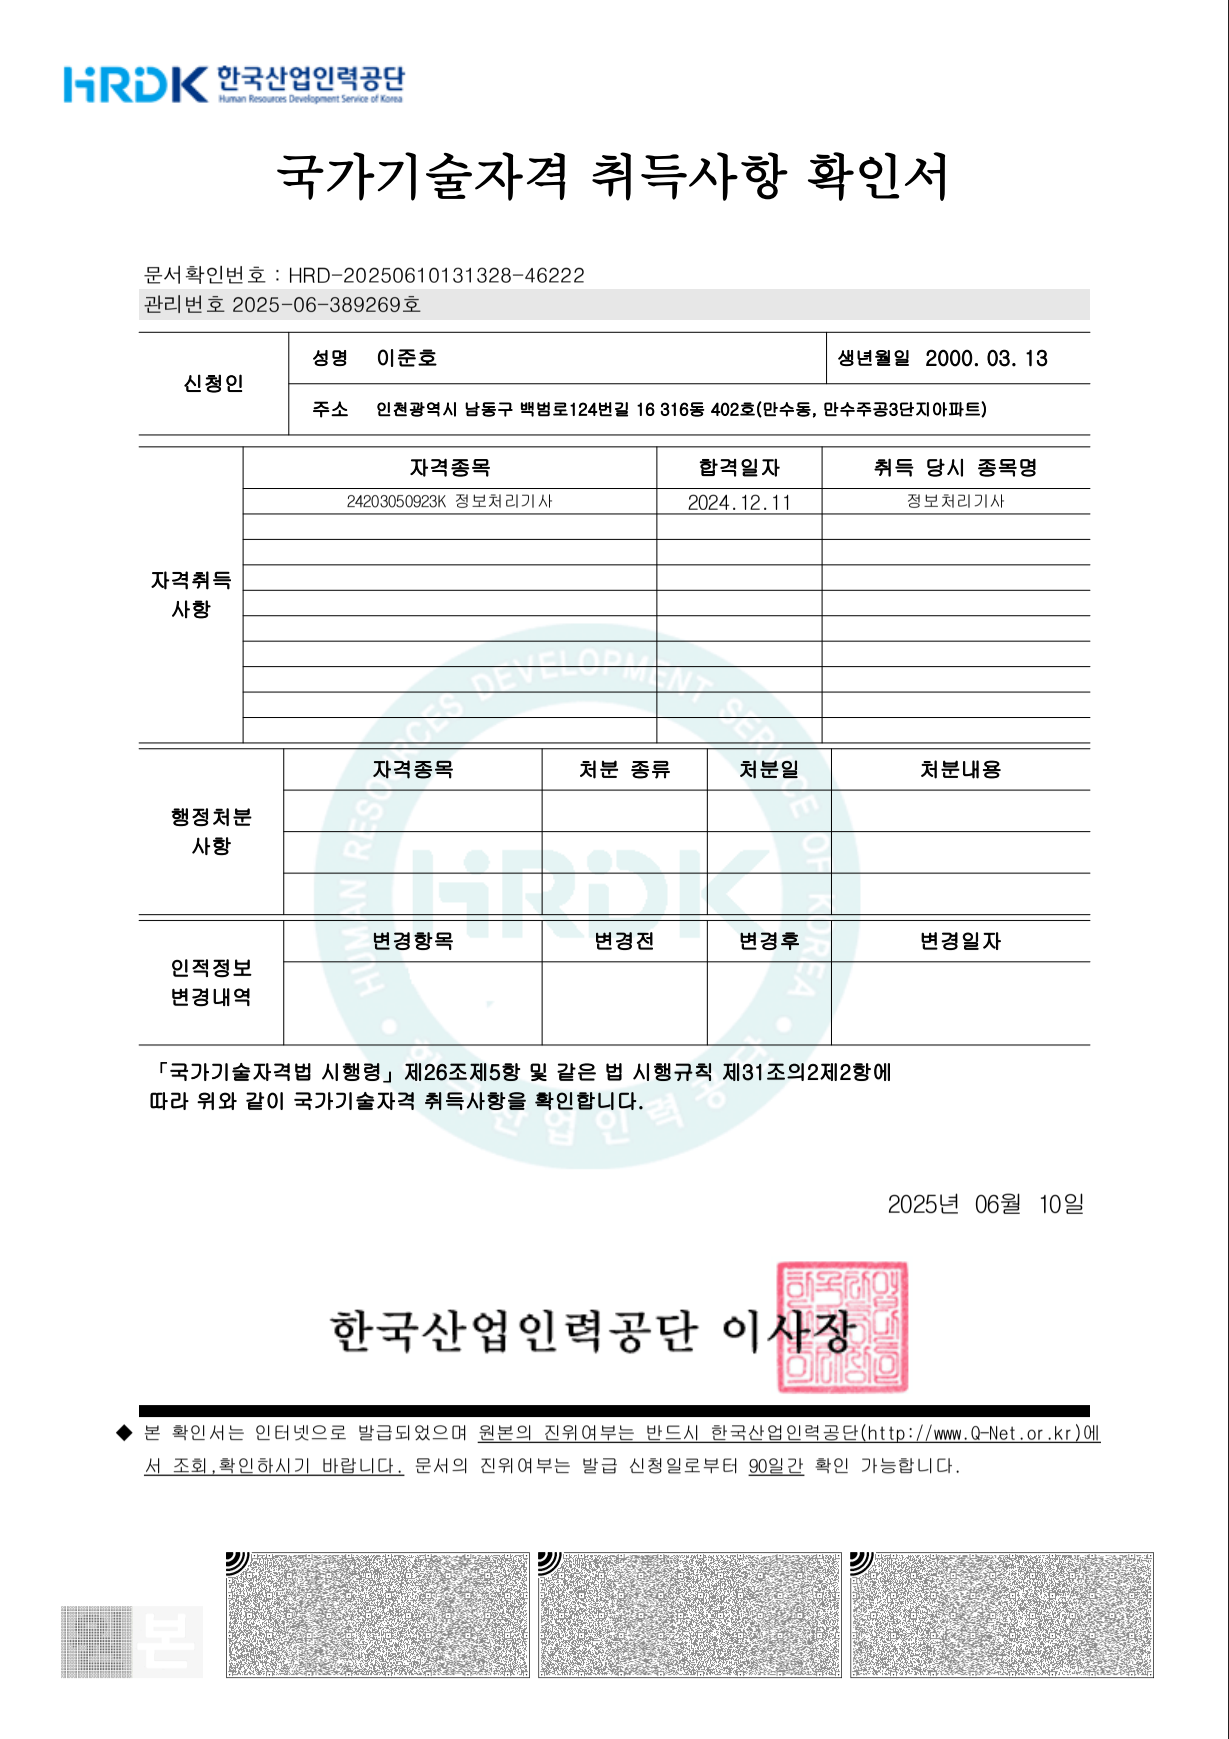 HRDK 한국산업인력공단
Human Resources Development Service of Korea
국가기술자격 취득사항 확인서
문서확인번호 : HRD-20250610131328-46222
관리번호 2025-06-389269호
신청인
성명 이준호 생년월일 2000. 03. 13
주소 인천광역시 남동구 백범로124번길 16 316동 402호(만수동, 만수주공3단지아파트)
자격취득
사항
자격종목 합격일자 취득 당시 종목명
24203050923K 정보처리기사 2024.12.11 정보처리기사
행정처분
사항
자격종목 처분 종류 처분일 처분내용
인적정보
변경내역
변경항목 변경전 변경후 변경일자
HUMAN RESOURCES DEVELOPMENT SERVICE OF KOREA
HRDK
한국산업인력공단
「국가기술자격법 시행령」제26조제5항 및 같은 법 시행규칙 제31조의2제2항에
따라 위와 같이 국가기술자격 취득사항을 확인합니다.
2025년 06월 10일
한국산업인력공단 이사장
◆ 본 확인서는 인터넷으로 발급되었으며 원본의 진위여부는 반드시 한국산업인력공단(http://www.Q-Net.or.kr)에
서 조회,확인하시기 바랍니다. 문서의 진위여부는 발급 신청일로부터 90일간 확인 가능합니다.
원본